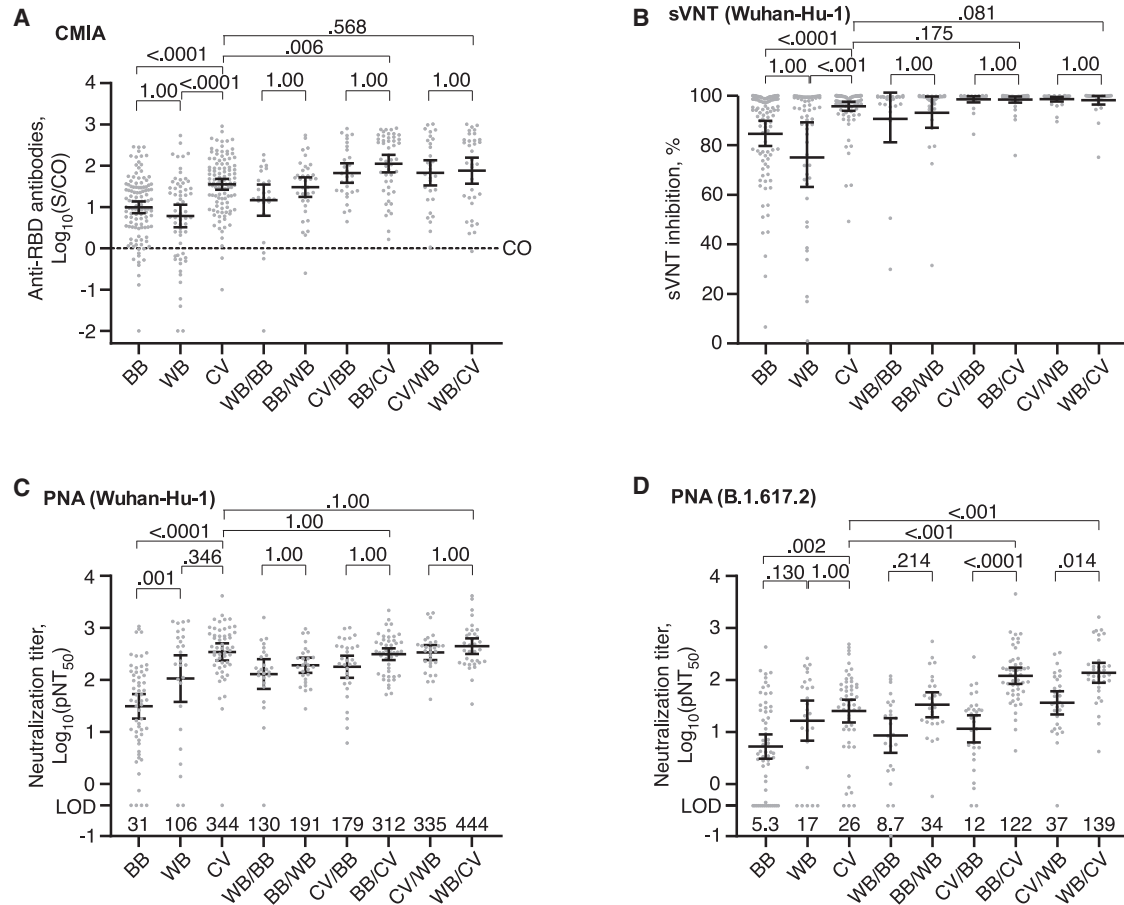 A
CMIA
.568
<.0001
.006
1.00
<.0001
1.00
1.00
1.00
Anti-RBD antibodies,
Log10(S/CO)
4
3
2
1
0
-1
-2
CO
BB
WB
CV
WB/BB
BB/WB
CV/BB
BB/CV
CV/WB
WB/CV
B
sVNT (Wuhan-Hu-1)
.081
<.0001
.175
1.00
<.001
1.00
1.00
1.00
sVNT inhibition, %
100
80
60
40
20
0
BB
WB
CV
WB/BB
BB/WB
CV/BB
BB/CV
CV/WB
WB/CV
C
PNA (Wuhan-Hu-1)
.1.00
<.0001
1.00
.001
.346
1.00
1.00
1.00
Neutralization titer,
Log10(pNT50)
4
3
2
1
0
LOD
-1
31 106 344 130 191 179 312 335 444
BB
WB
CV
WB/BB
BB/WB
CV/BB
BB/CV
CV/WB
WB/CV
D
PNA (B.1.617.2)
<.001
<.001
.002
.130
1.00
.214
<.0001
.014
Neutralization titer,
Log10(pNT50)
4
3
2
1
0
LOD
-1
5.3 17 26 8.7 34 12 122 37 139
BB
WB
CV
WB/BB
BB/WB
CV/BB
BB/CV
CV/WB
WB/CV